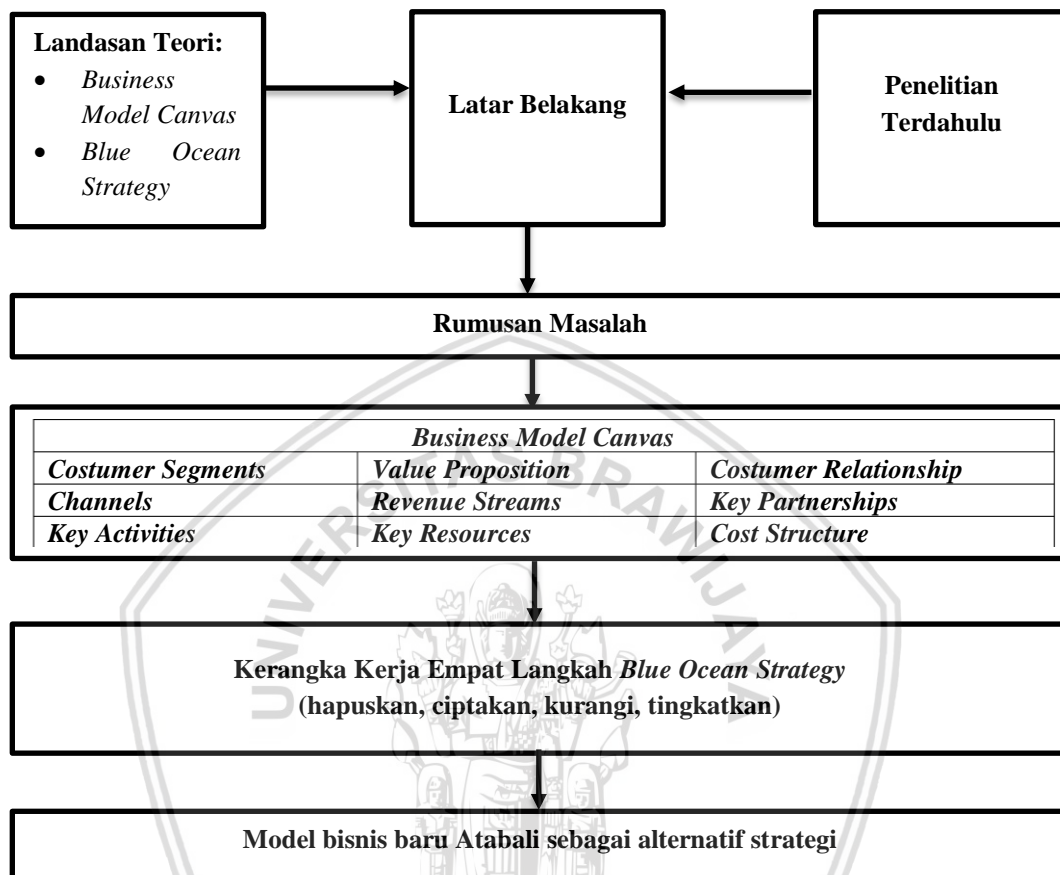 Landasan Teori:
• Business
Model Canvas
• Blue Ocean
Strategy
Latar Belakang
Penelitian
Terdahulu
Rumusan Masalah
Business Model Canvas
Costumer Segments Value Proposition Costumer Relationship
Channels Revenue Streams Key Partnerships
Key Activities Key Resources Cost Structure
Kerangka Kerja Empat Langkah Blue Ocean Strategy
(hapuskan, ciptakan, kurangi, tingkatkan)
Model bisnis baru Atabali sebagai alternatif strategi
UNIVERSITAS BRAWIJAYA